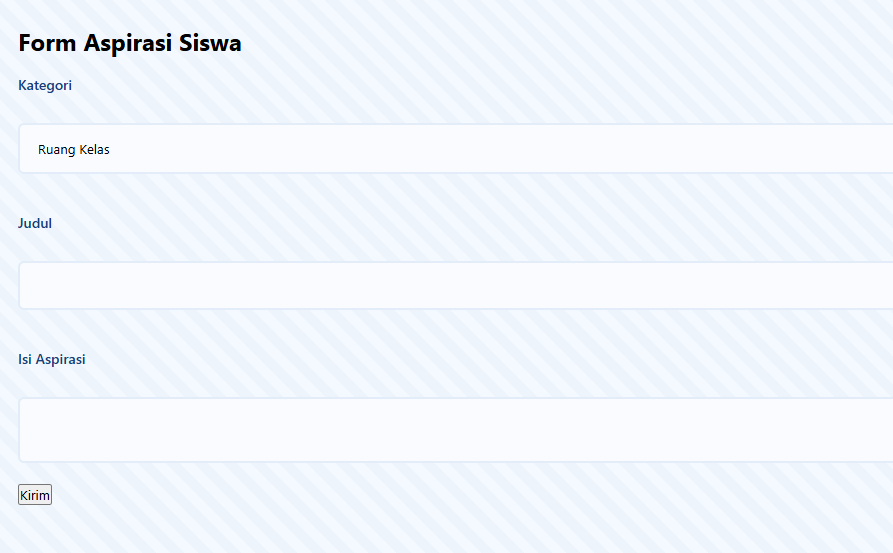 Form Aspirasi Siswa
Kategori
Ruang Kelas
Judul
Isi Aspirasi
Kirim